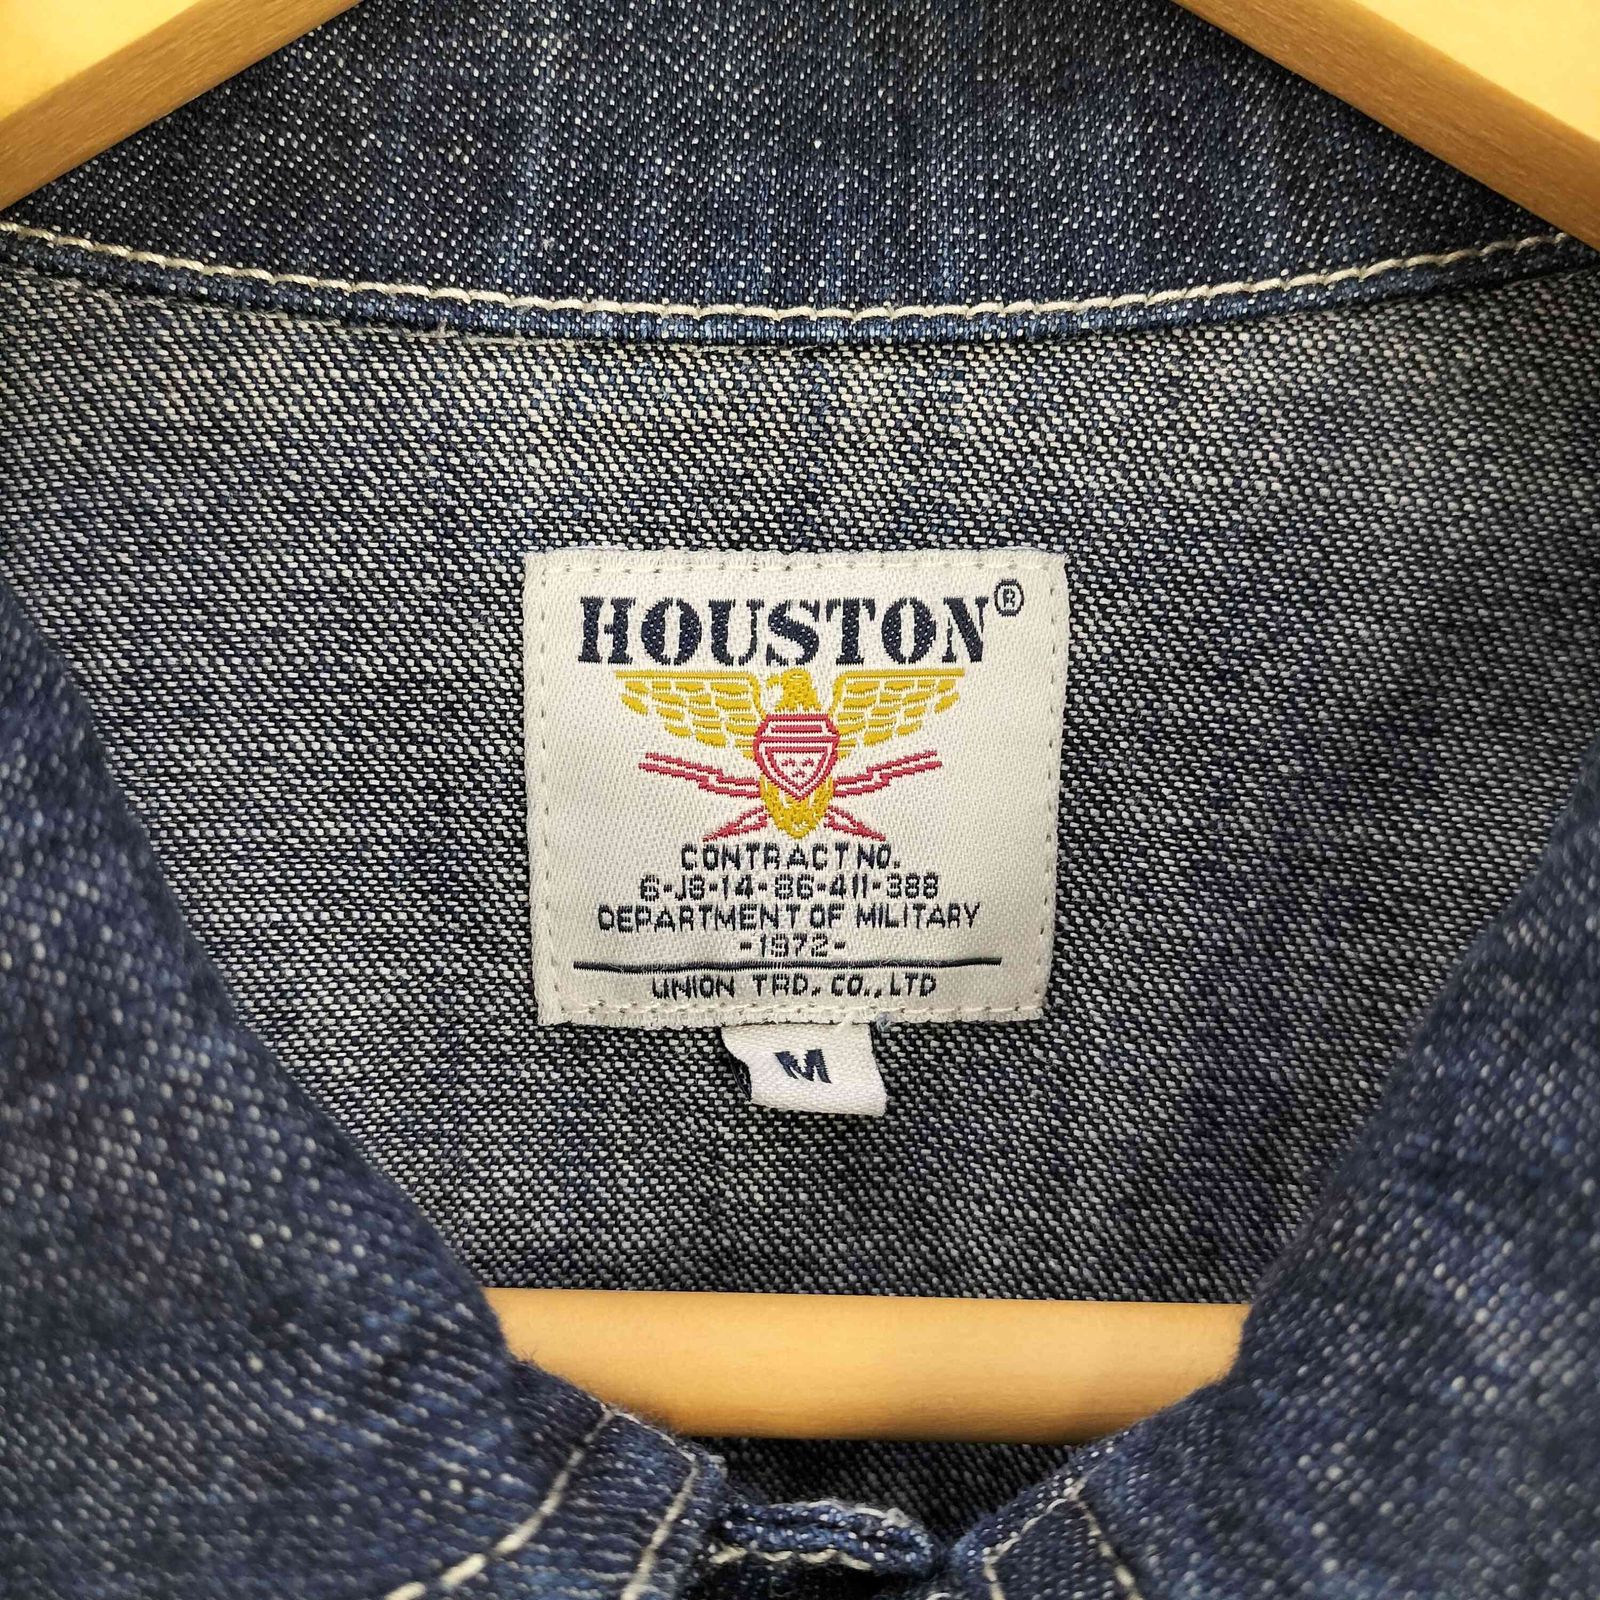 HOUSTON®
CONTRACT NO.
6-J8-14-86-411-388
DEPARTMENT OF MILITARY
-1972-
UNION TRD. CO., LTD
M